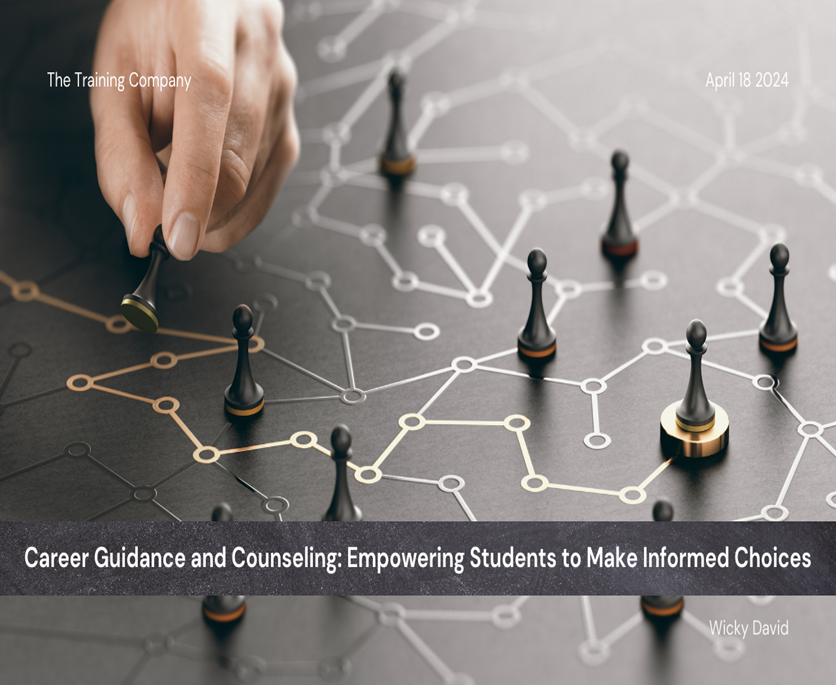 The Training Company
April 18 2024
Career Guidance and Counseling: Empowering Students to Make Informed Choices
Wicky David